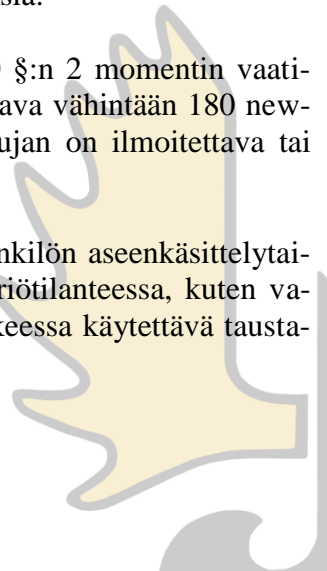 §:n 2 momentin vaati-
ava vähintään 180 new-
ujan on ilmoitettava tai
nkilön aseenkäsittelytai-
riötilanteessa, kuten va-
keessa käytettävä tausta-